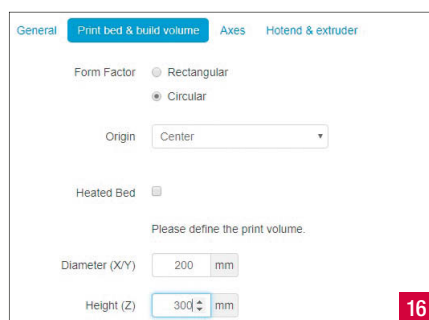 General Print bed & build volume Axes Hotend & extruder
Form Factor Rectangular
Circular
Origin Center
Heated Bed
Please define the print volume.
Diameter (X/Y) 200 mm
Height (Z) 300 mm
16